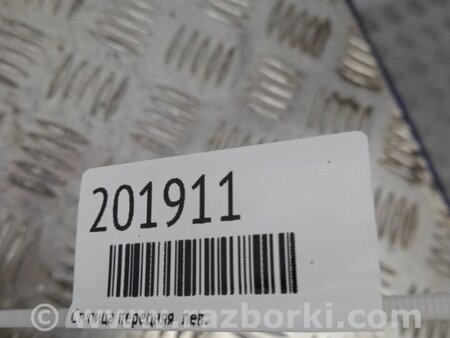 201911
передняя лев.
razborki.com